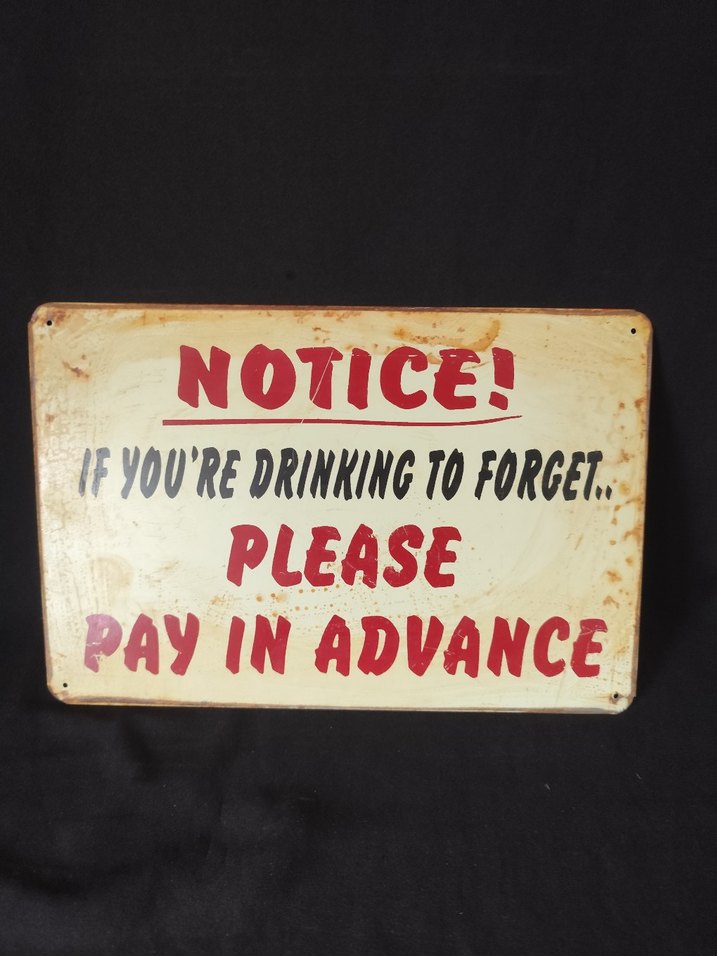 NOTICE!
IF YOU'RE DRINKING TO FORGET..
PLEASE
PAY IN ADVANCE